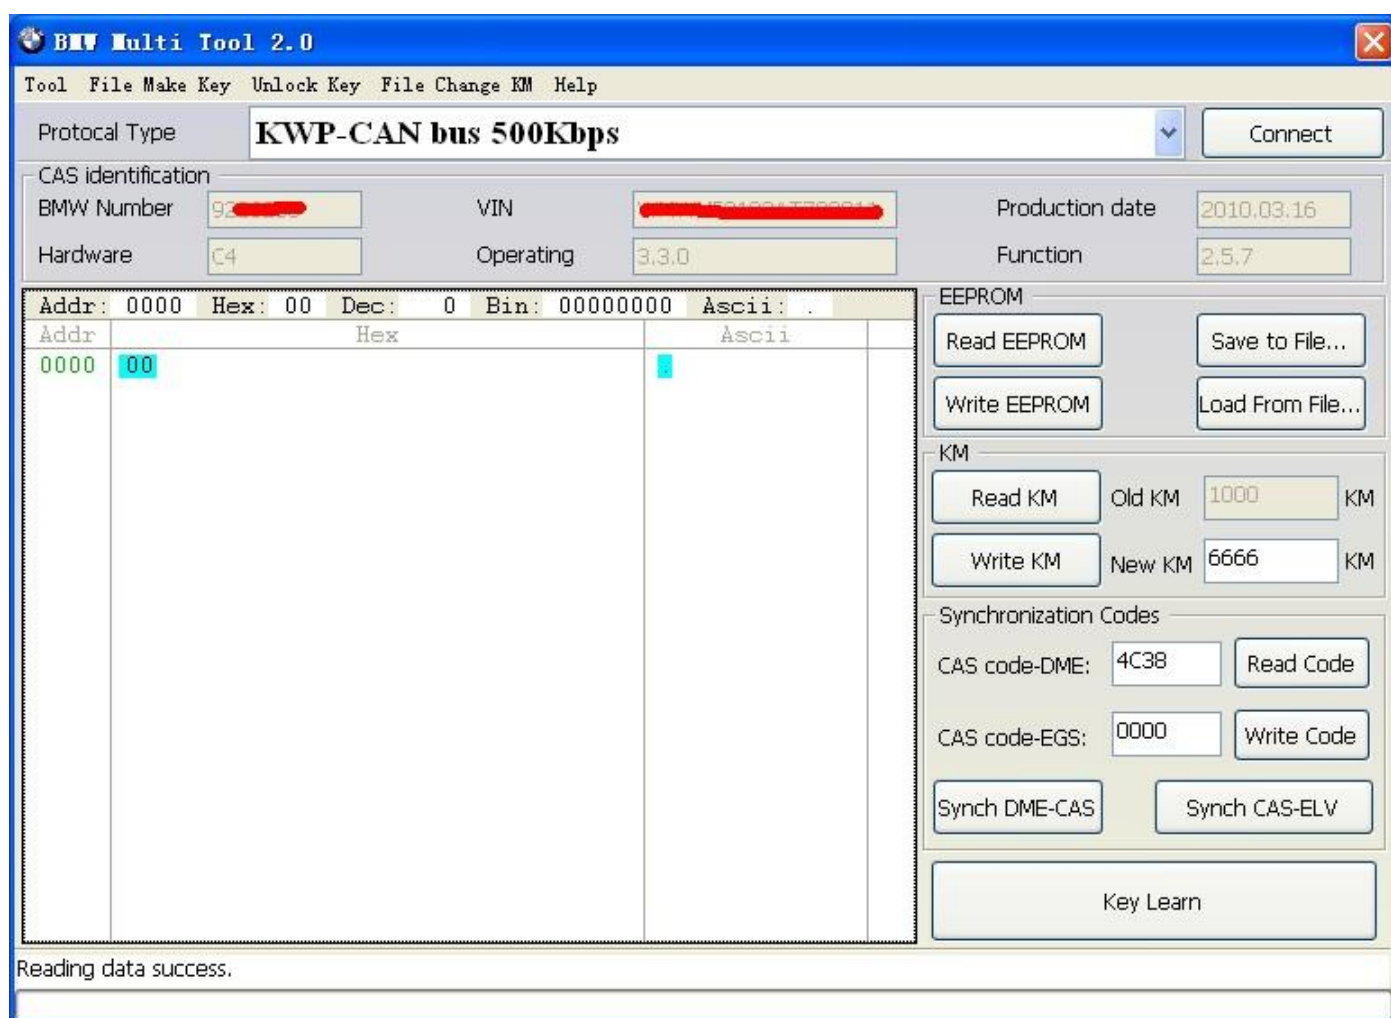 BMW Multi Tool 2.0
Tool File Make Key Unlock Key File Change KM Help
Protocal Type KWP-CAN bus 500Kbps Connect
CAS identification
BMW Number VIN Production date 2010.03.16
Hardware C4 Operating 3.3.0 Function 2.5.7
Addr: 0000 Hex: 00 Dec: 0 Bin: 00000000 Ascii: .
Addr Hex Ascii
0000 00 .
EEPROM
Read EEPROM Save to File...
Write EEPROM Load From File...
KM
Read KM Old KM 1000 KM
Write KM New KM 6666 KM
Synchronization Codes
CAS code-DME: 4C38 Read Code
CAS code-EGS: 0000 Write Code
Synch DME-CAS Synch CAS-ELV
Key Learn
Reading data success.